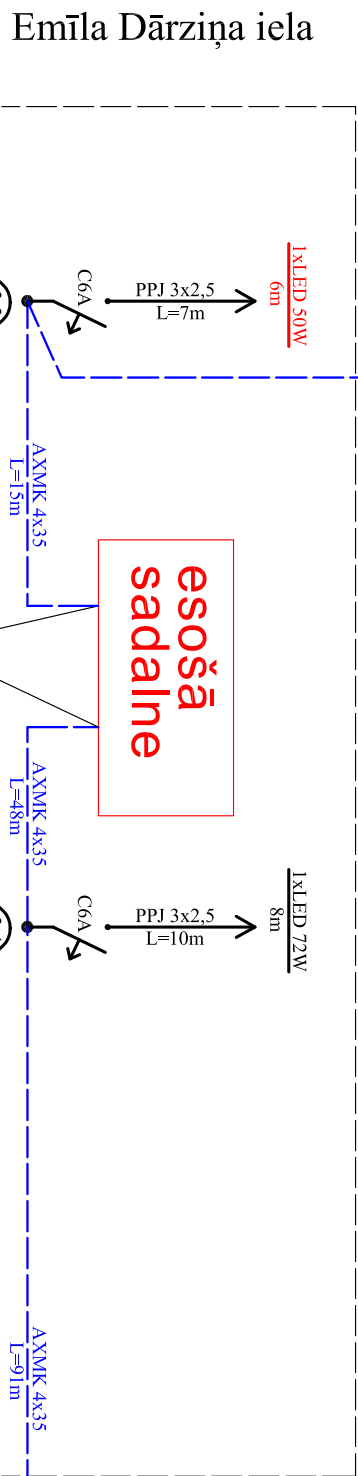 Emīla Dārziņa iela
1xLED 50W
6m
C6A
PPJ 3x2,5
L=7m
AXMK 4x35
L=15m
esošā
sadalne
AXMK 4x35
L=48m
1xLED 72W
8m
C6A
PPJ 3x2,5
L=10m
AXMK 4x35
L=91m